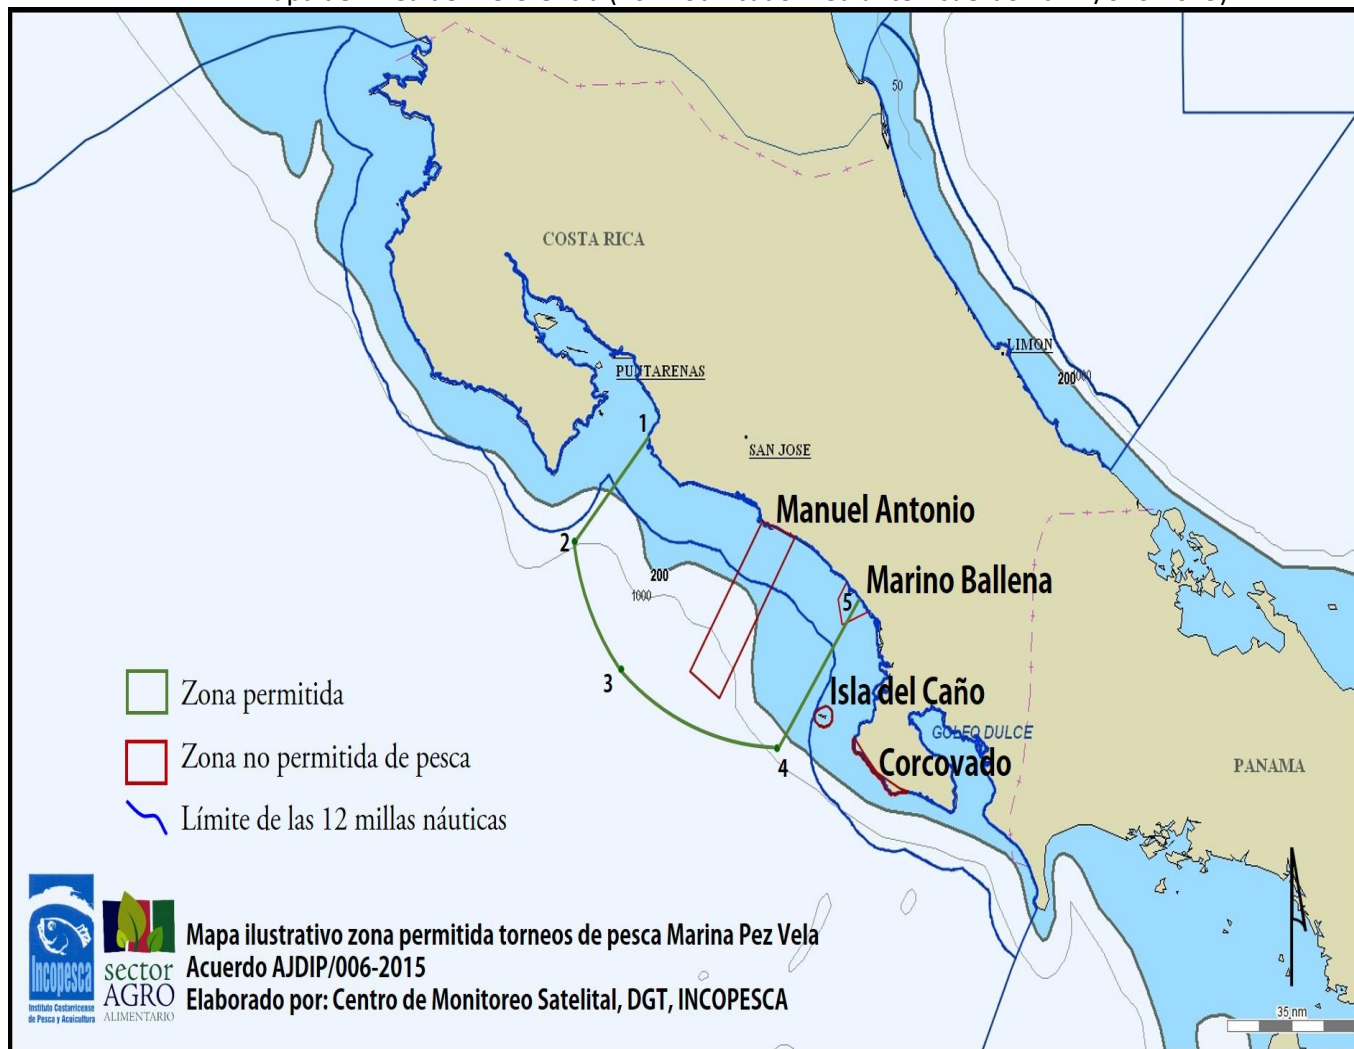 50
COSTA RICA
LIMON
200
PUNTARENAS
1
SAN JOSE
Manuel Antonio
2
200
1000
Marino Ballena
5
3
Isla del Caño
GOLFO DULCE
4
Corcovado
PANAMA
Zona permitida
Zona no permitida de pesca
Límite de las 12 millas náuticas
Incopesca
Instituto Costarricense
de Pesca y Acuicultura
sector
AGRO
ALIMENTARIO
Mapa ilustrativo zona permitida torneos de pesca Marina Pez Vela
Acuerdo AJDIP/006-2015
Elaborado por: Centro de Monitoreo Satelital, DGT, INCOPESCA
35 nm